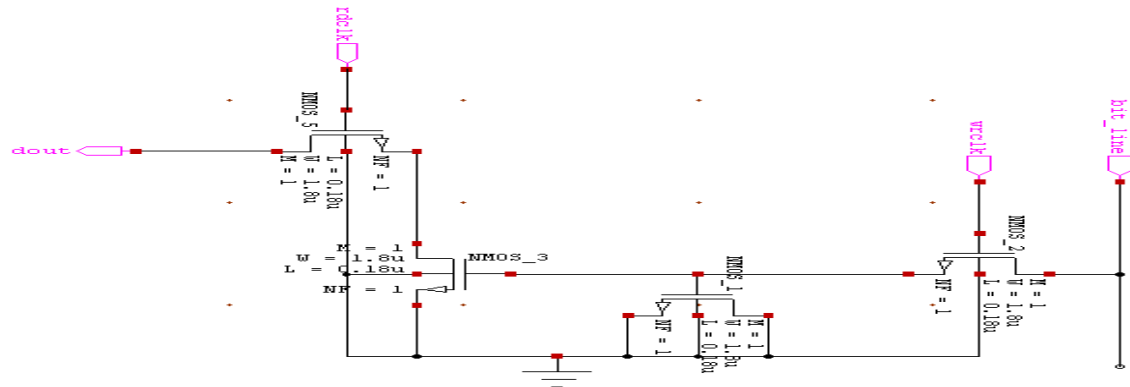 rdclk
NMOS_5
dout
M = 1
W = 1.8u
L = 0.18u
NF = 1
M = 1
W = 1.8u
L = 0.18u
NF = 1
NMOS_3
NMOS_1
NF = 1
L = 0.18u
W = 1.8u
M = 1
wrclk
NMOS_2
NF = 1
L = 0.18u
W = 1.8u
M = 1
bit_line